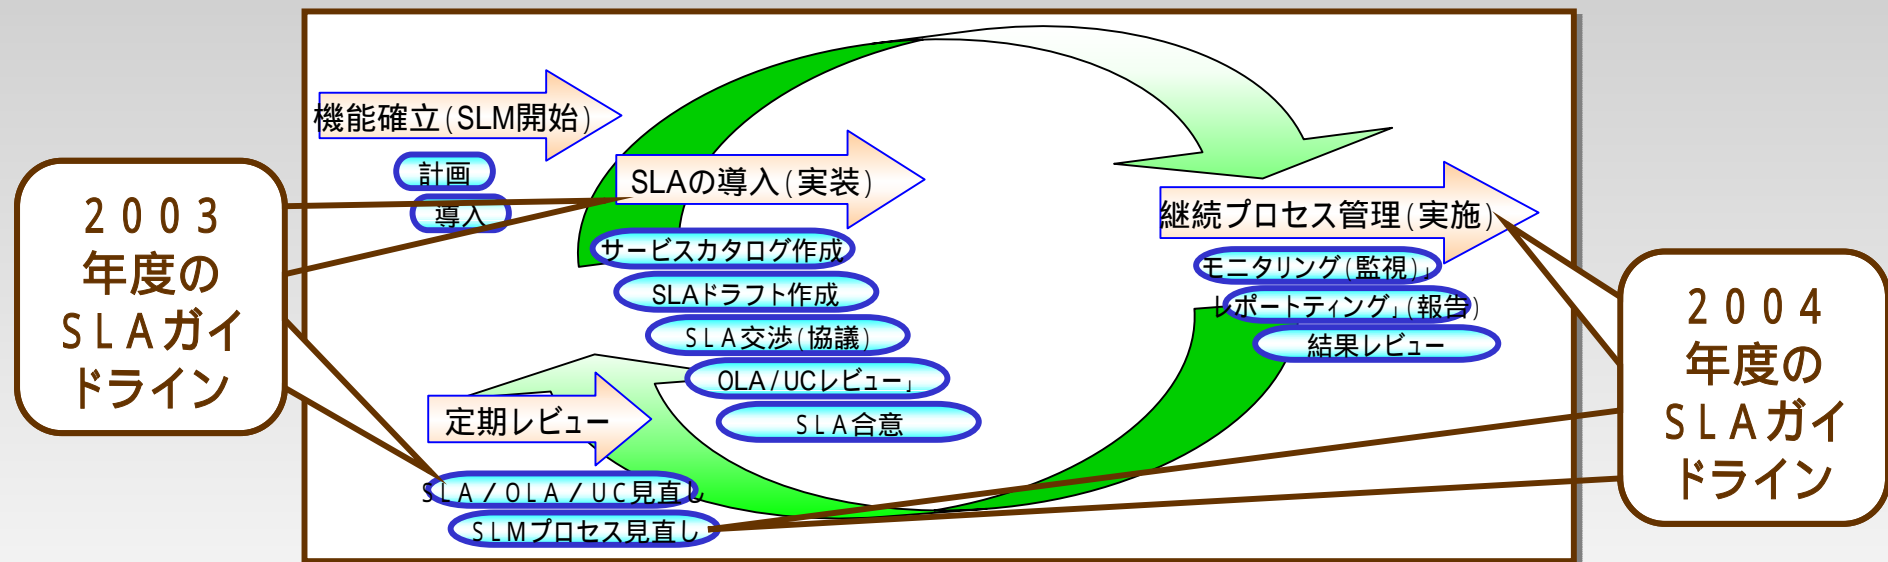 機能確立(SLM開始)
計画
導入
2003
年度の
SLAガイ
ドライン
SLAの導入(実装)
サービスカタログ作成
SLAドラフト作成
SLA交渉(協議)
OLA/UCレビュー」
SLA合意
継続プロセス管理(実施)
モニタリング(監視)」
レポートティング」(報告)
結果レビュー
定期レビュー
SLA/OLA/UC見直し
SLMプロセス見直し
2004
年度の
SLAガイ
ドライン